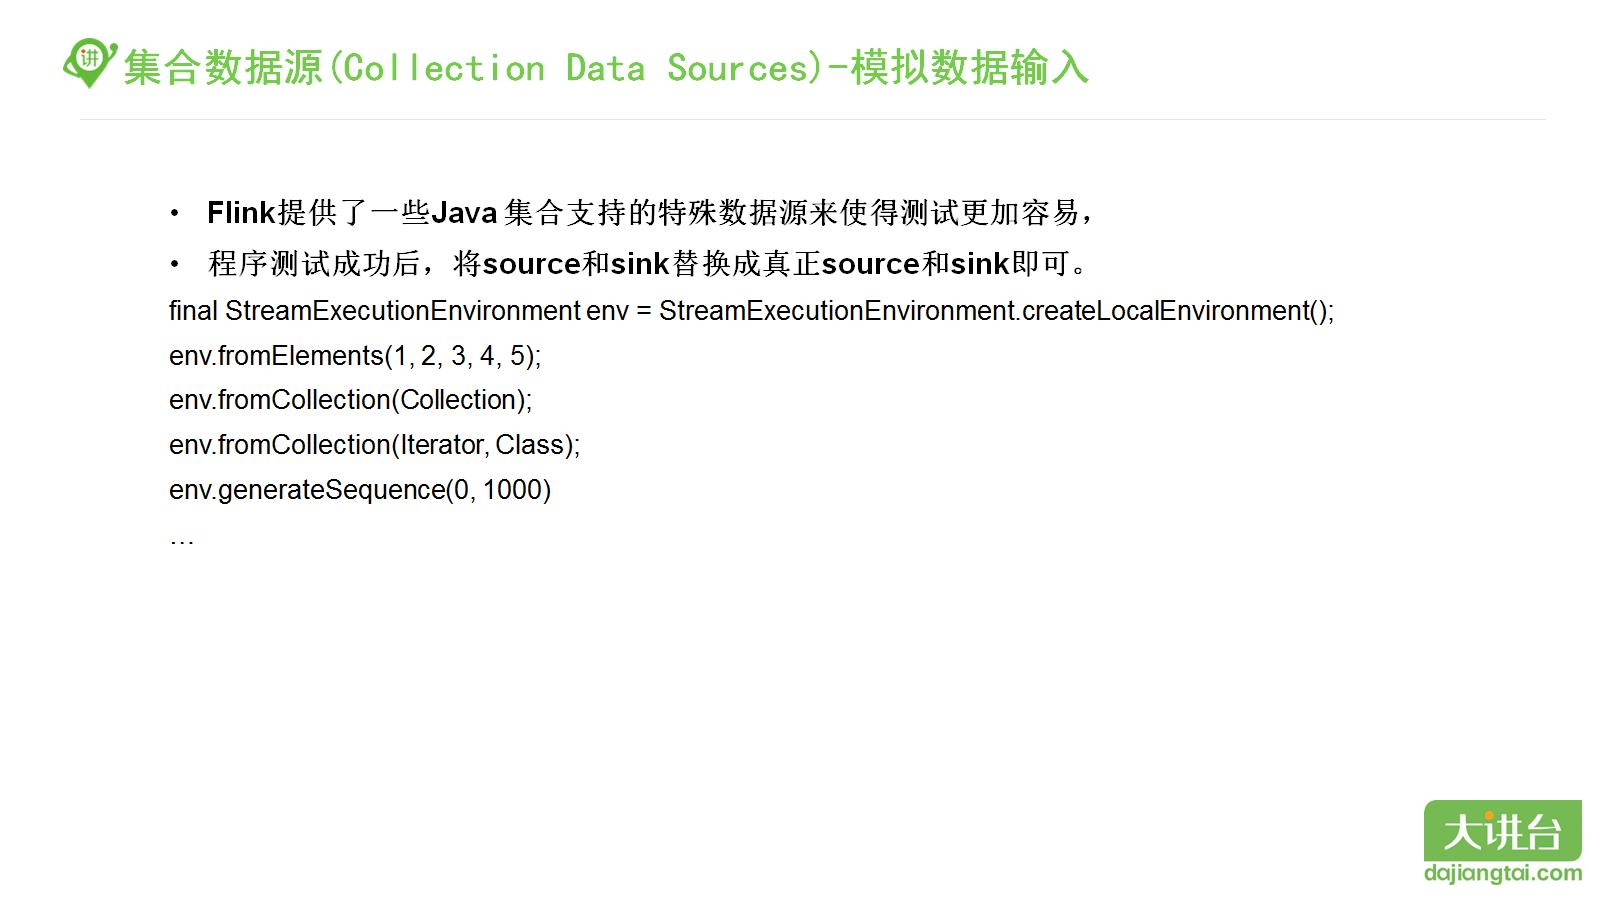 讲
集合数据源(Collection Data Sources)-模拟数据输入
• Flink提供了一些Java 集合支持的特殊数据源来使得测试更加容易，
• 程序测试成功后，将source和sink替换成真正source和sink即可。
final StreamExecutionEnvironment env = StreamExecutionEnvironment.createLocalEnvironment();
env.fromElements(1, 2, 3, 4, 5);
env.fromCollection(Collection);
env.fromCollection(Iterator, Class);
env.generateSequence(0, 1000)
…
大讲台
dajiangtai.com